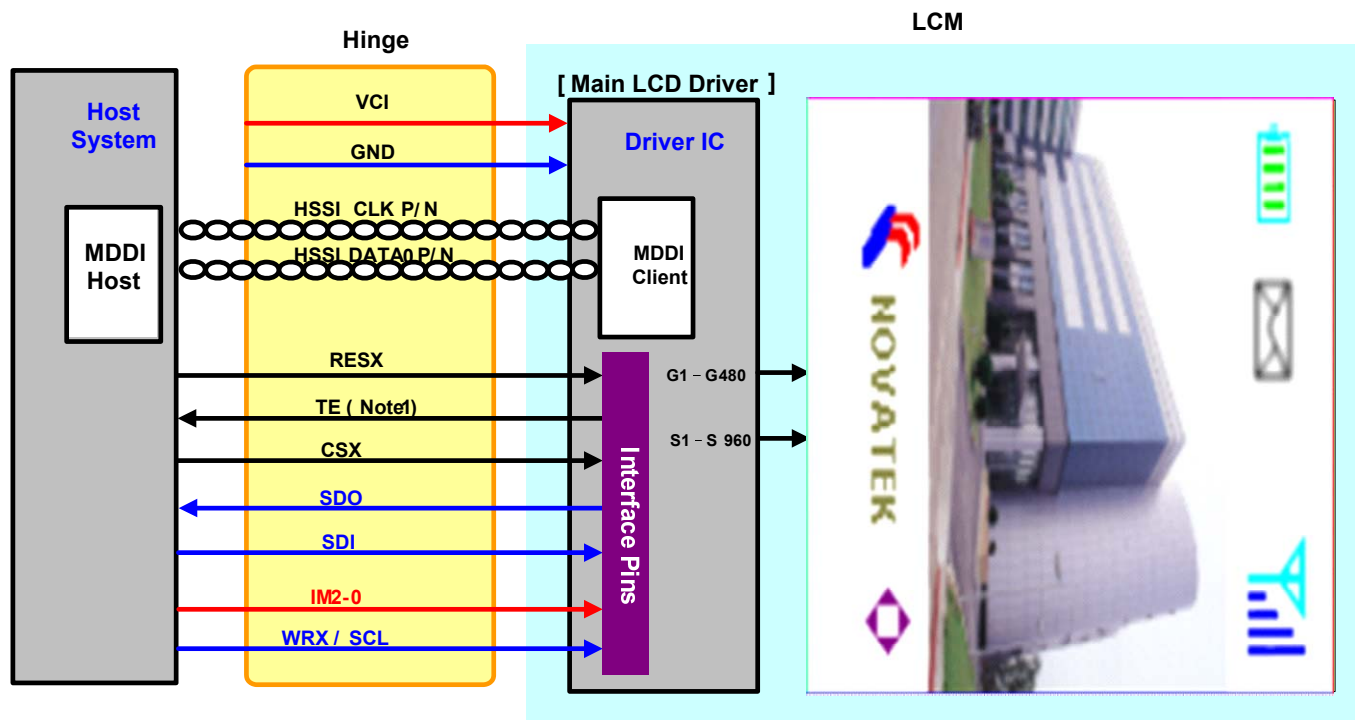 LCM
Hinge
[ Main LCD Driver ]
Host
System
VCI
Driver IC
GND
HSSI CLK P/ N
MDDI
Host
HSSI DATA0 P/ N
MDDI
Client
RESX
G1 – G480
TE ( Note1)
S1 – S 960
CSX
SDO
SDI
IM2-0
WRX / SCL
Interface Pins
NOVATEK